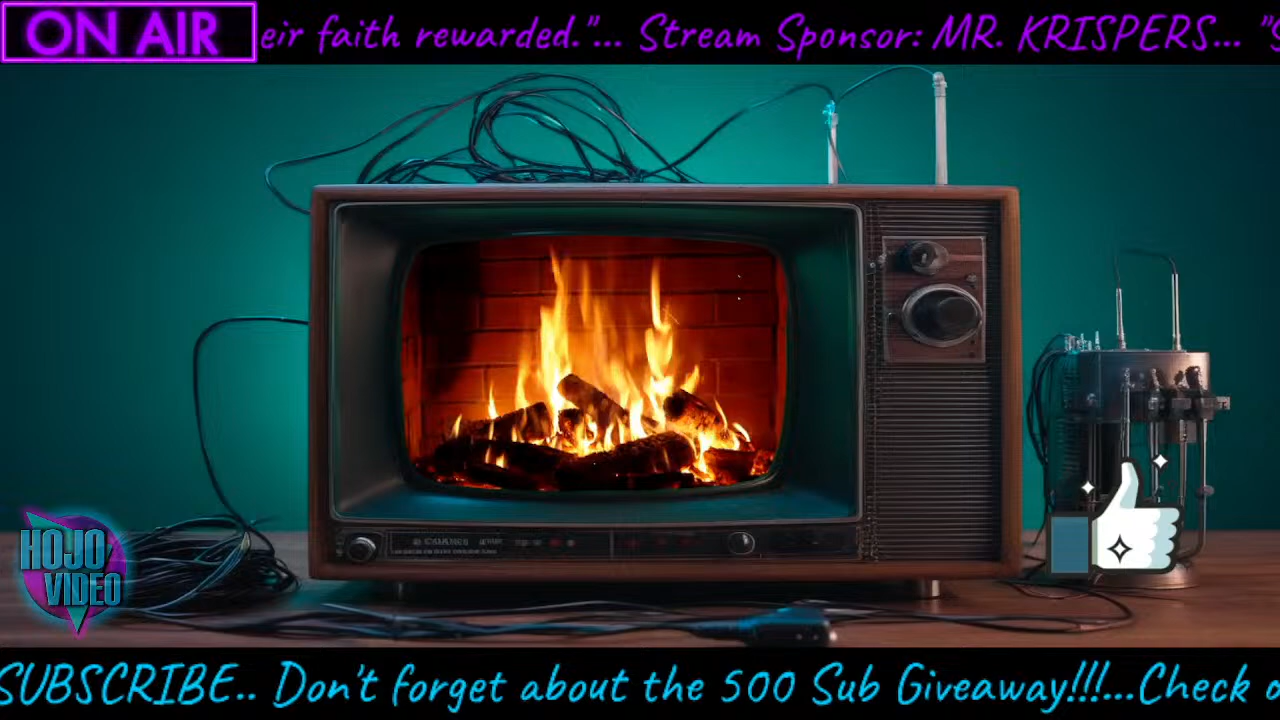 ON AIR
eir faith rewarded."... Stream Sponsor: MR. KRISPERS... "S
HOJO
VIDEO
SUBSCRIBE.. Don't forget about the 500 Sub Giveaway!!!...Check o